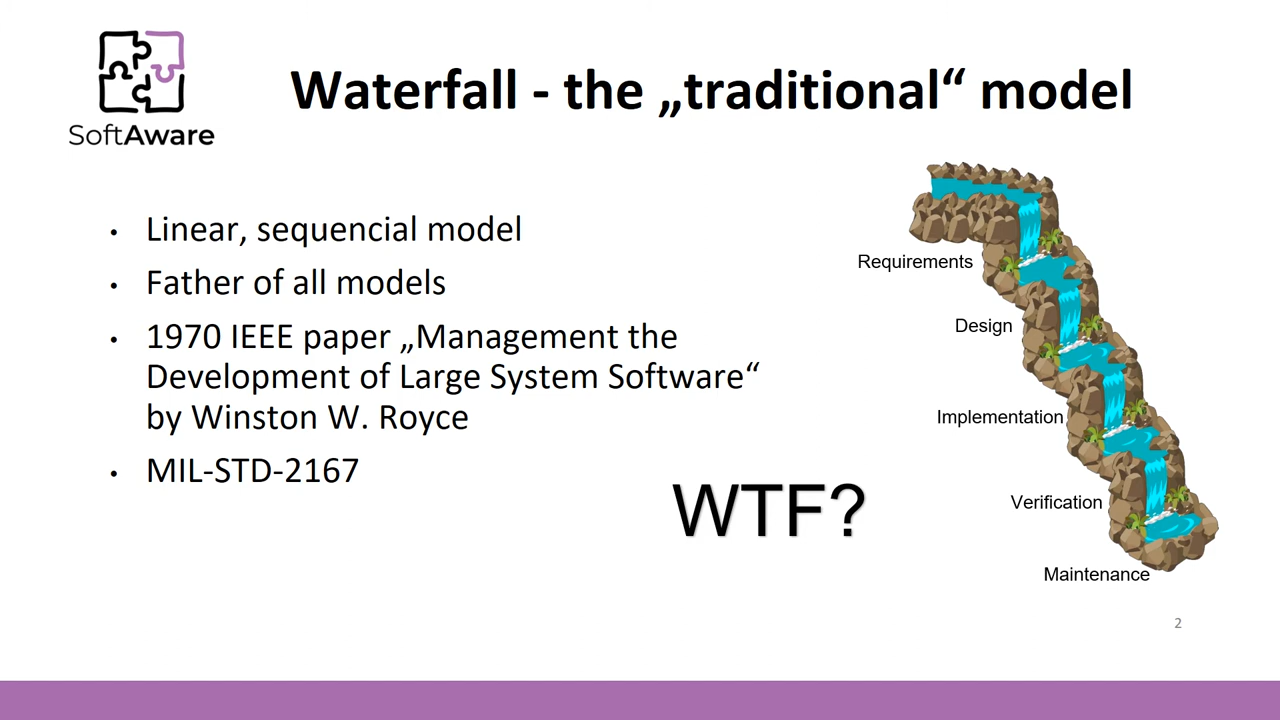 SoftAware
Waterfall - the „traditional“ model
• Linear, sequencial model
• Father of all models
• 1970 IEEE paper „Management the
Development of Large System Software“
by Winston W. Royce
• MIL-STD-2167
WTF?
Requirements
Design
Implementation
Verification
Maintenance
2